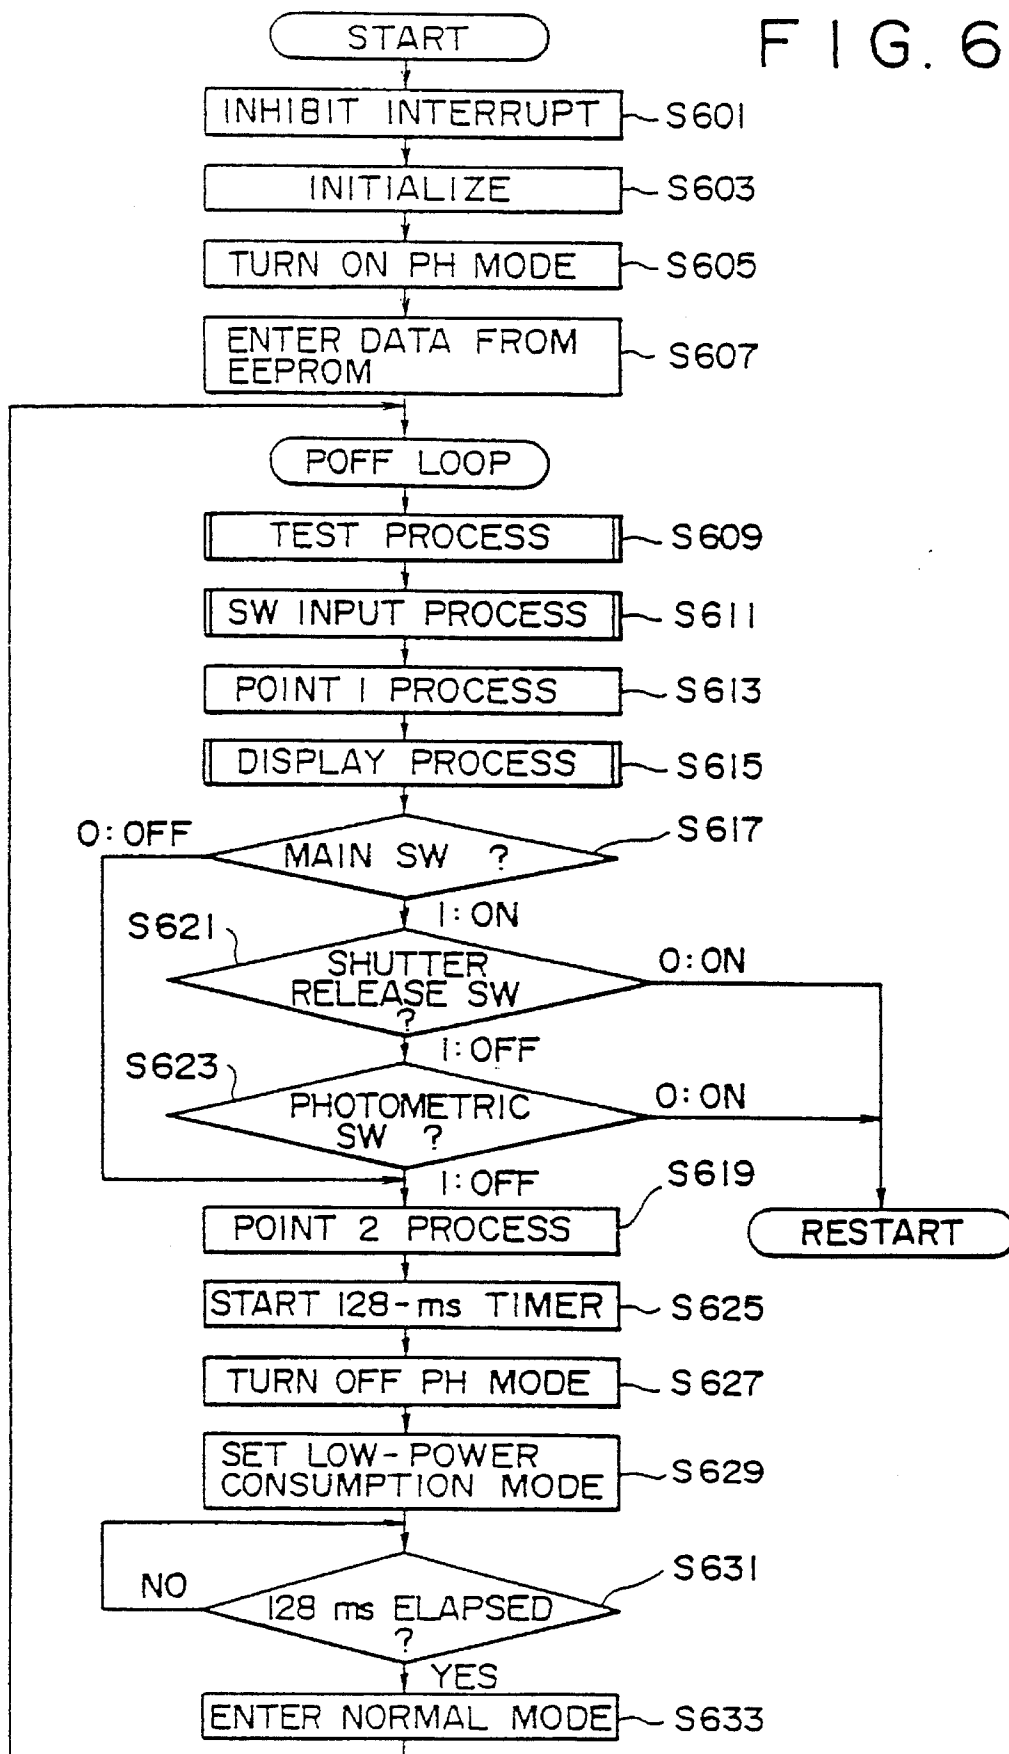 FIG. 6
START
INHIBIT INTERRUPT
S601
INITIALIZE
S603
TURN ON PH MODE
S605
ENTER DATA FROM
EEPROM
S607
POFF LOOP
TEST PROCESS
S609
SW INPUT PROCESS
S611
POINT 1 PROCESS
S613
DISPLAY PROCESS
S615
0:OFF
MAIN SW ?
S617
1:ON
S621
SHUTTER
RELEASE SW
?
0:ON
1:OFF
S623
PHOTOMETRIC
SW ?
0:ON
1:OFF
S619
POINT 2 PROCESS
RESTART
START 128-ms TIMER
S625
TURN OFF PH MODE
S627
SET LOW-POWER
CONSUMPTION MODE
S629
NO
128 ms ELAPSED
?
S631
YES
ENTER NORMAL MODE
S633